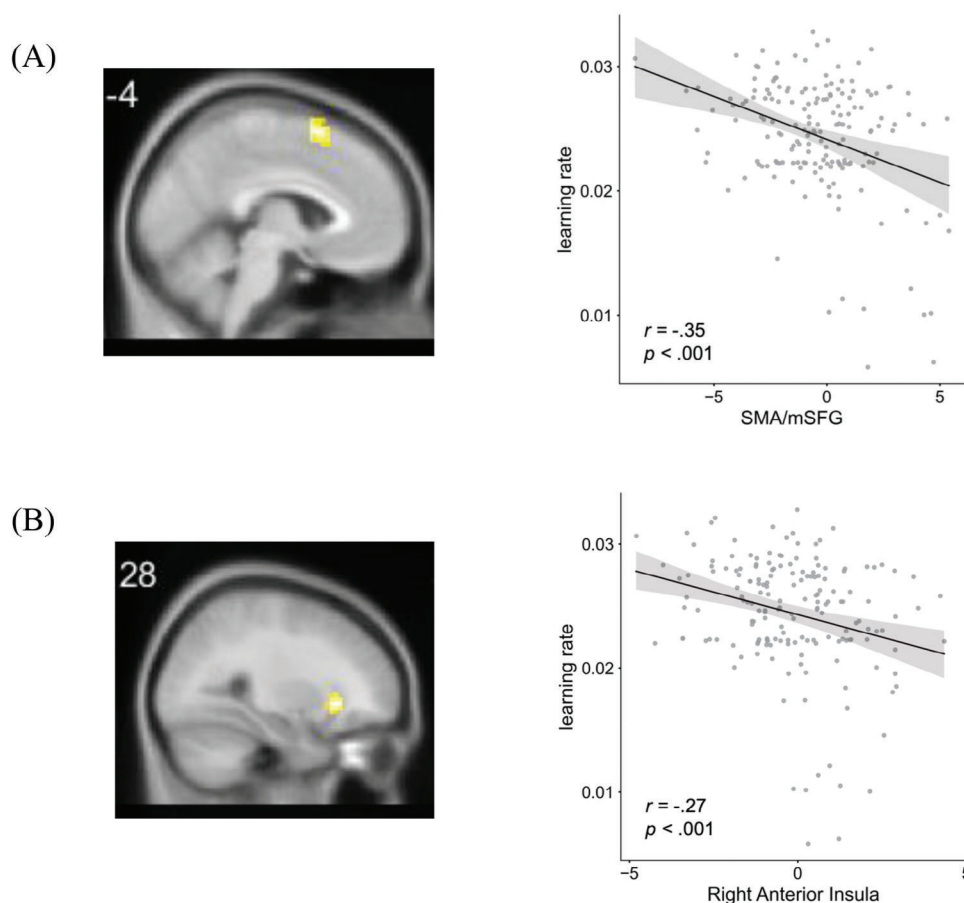 (A)
-4
learning rate
0.03
0.02
0.01
r = -.35
p < .001
−5
0
5
SMA/mSFG
(B)
28
learning rate
0.03
0.02
0.01
r = -.27
p < .001
−5
0
5
Right Anterior Insula